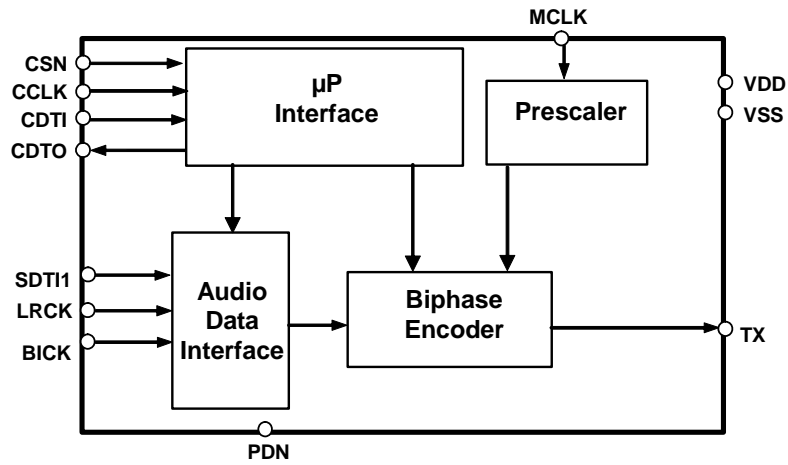 MCLK
CSN
CCLK
CDTI
CDTO
µP
Interface
Prescaler
VDD
VSS
SDTI1
LRCK
BICK
Audio
Data
Interface
Biphase
Encoder
TX
PDN